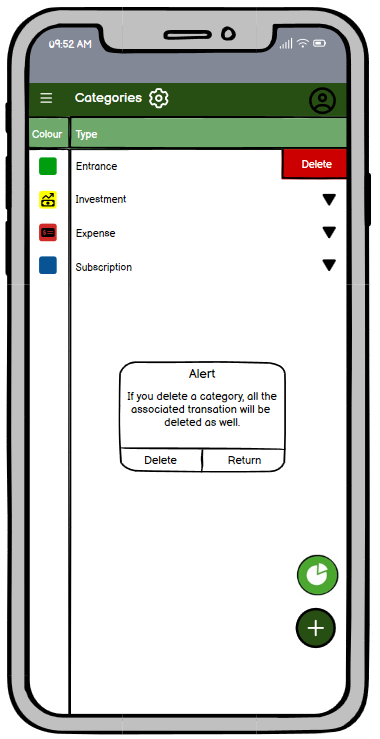 09:52 AM
Categories
Colour Type
Entrance Delete
Investment
Expense
Subscription
Alert
If you delete a category, all the
associated transation will be
deleted as well.
Delete Return